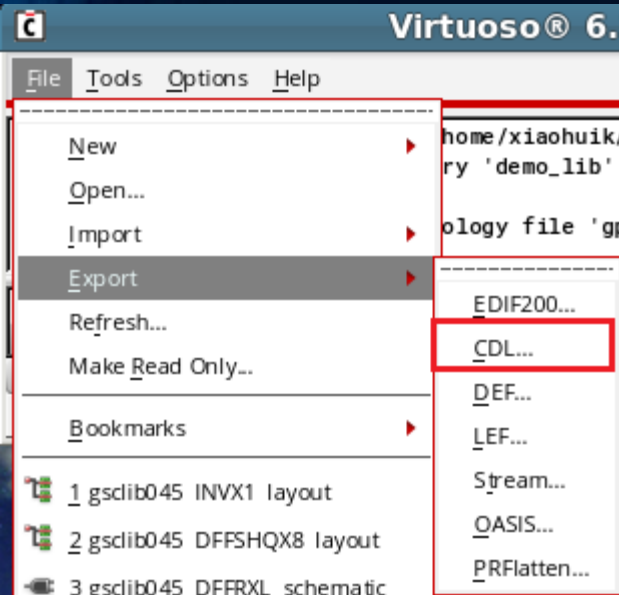 Virtuoso® 6.
File Tools Options Help
New
Open...
Import
Export
Refresh...
Make Read Only...
Bookmarks
1 gsclib045 INVX1 layout
2 gsclib045 DFFSHQX8 layout
3 gsclib045 DFFRXL schematic
home/xiaohuik/
ry 'demo_lib'
ology file 'gp
EDIF200...
CDL...
DEF...
LEF...
Stream...
OASIS...
PRFlatten...